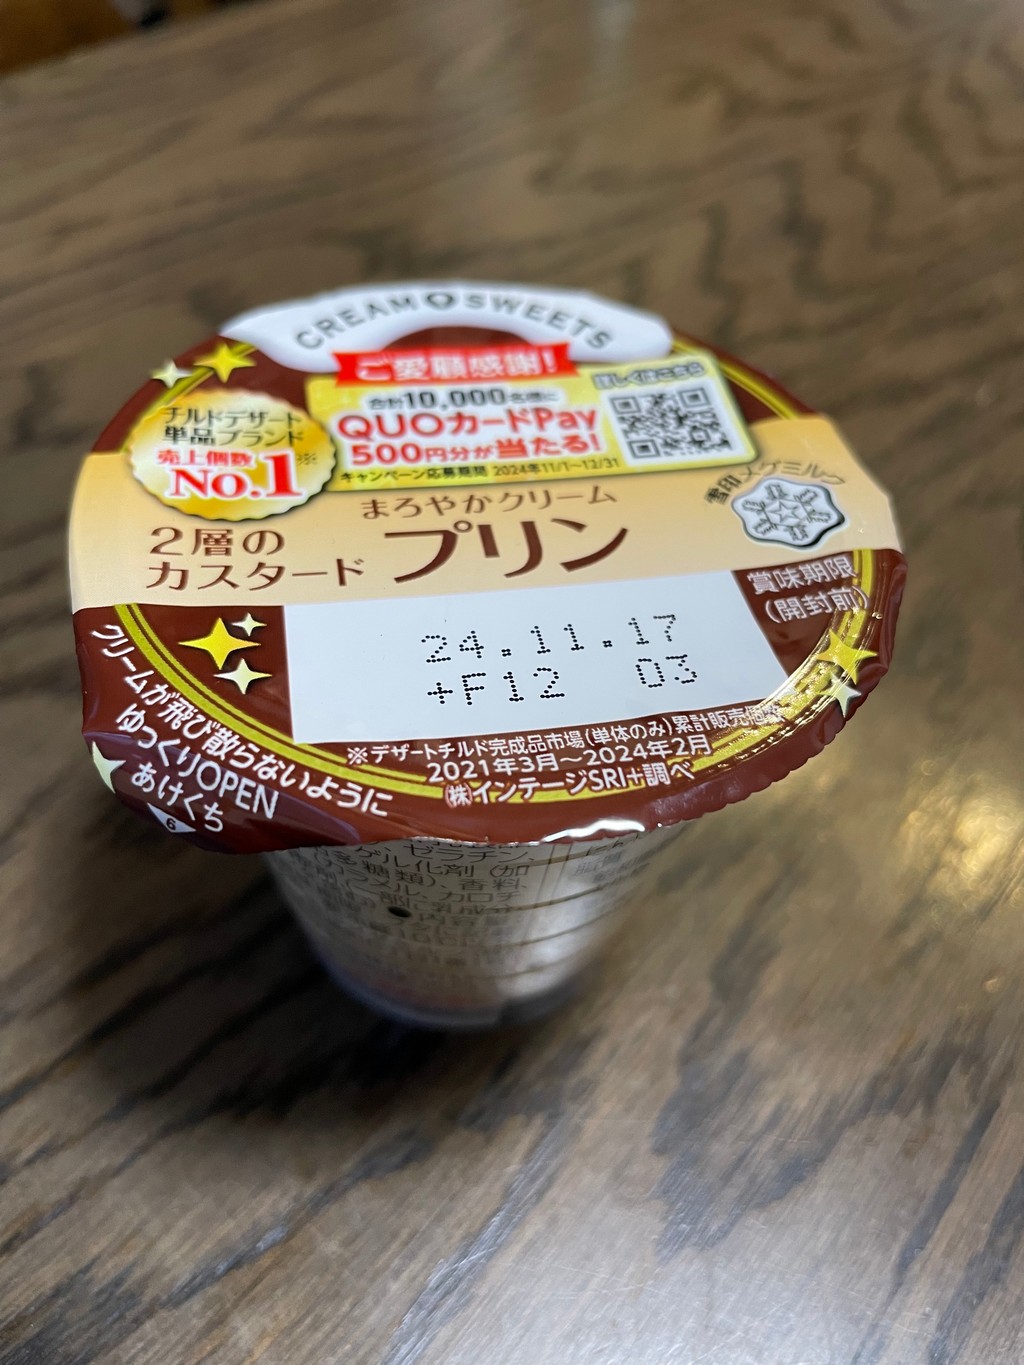 CREAM SWEETS
ご愛顧感謝!
合計10,000名様に
QUOカードPay
500円分が当たる!
キャンペーン応募期間 2024年11/1~12/31
詳しくはこちら
チルドデザート
単品ブランド
売上個数※
No.1
雪印メグミルク
まろやかクリーム
2層の
カスタード
プリン
賞味期限
(開封前)
24.11.17
+F12 03
※デザートチルド完成品市場(単体のみ)累計販売個数
2021年3月~2024年2月
㈱インテージSRI+調べ
クリームが飛び散らないように
ゆっくりOPEN
あけくち
6
ゼラチン、
ゲル化剤(加
糖類)、香料、